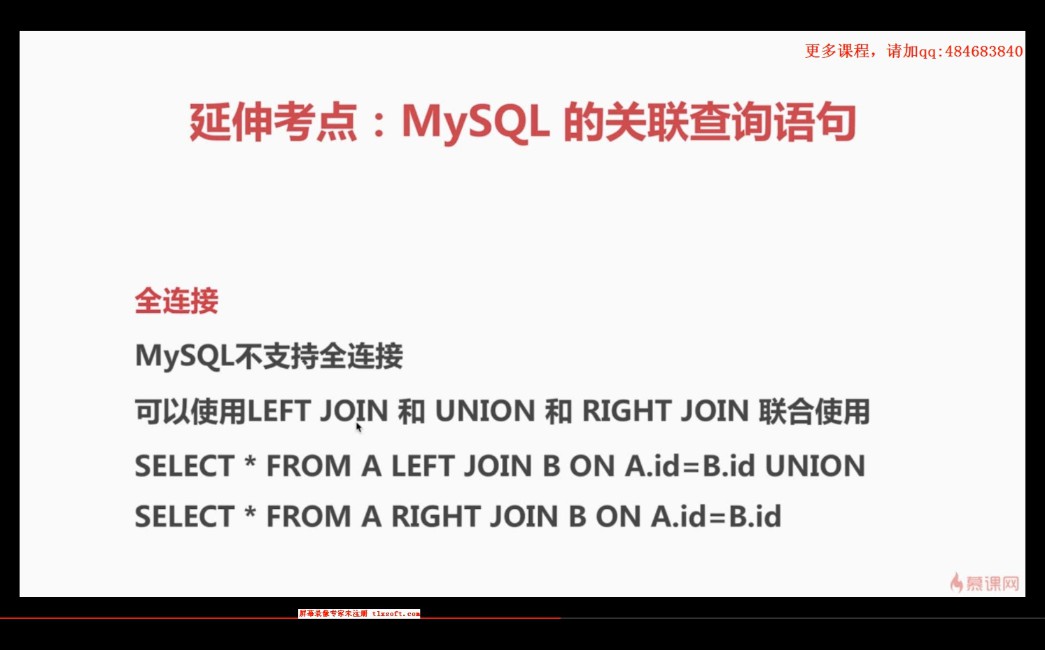 更多课程，请加qq:484683840
延伸考点：MySQL 的关联查询语句
全连接
MySQL不支持全连接
可以使用LEFT JOIN 和 UNION 和 RIGHT JOIN 联合使用
SELECT * FROM A LEFT JOIN B ON A.id=B.id UNION
SELECT * FROM A RIGHT JOIN B ON A.id=B.id
慕课网
屏幕录像专家未注册 tlxsoft.com